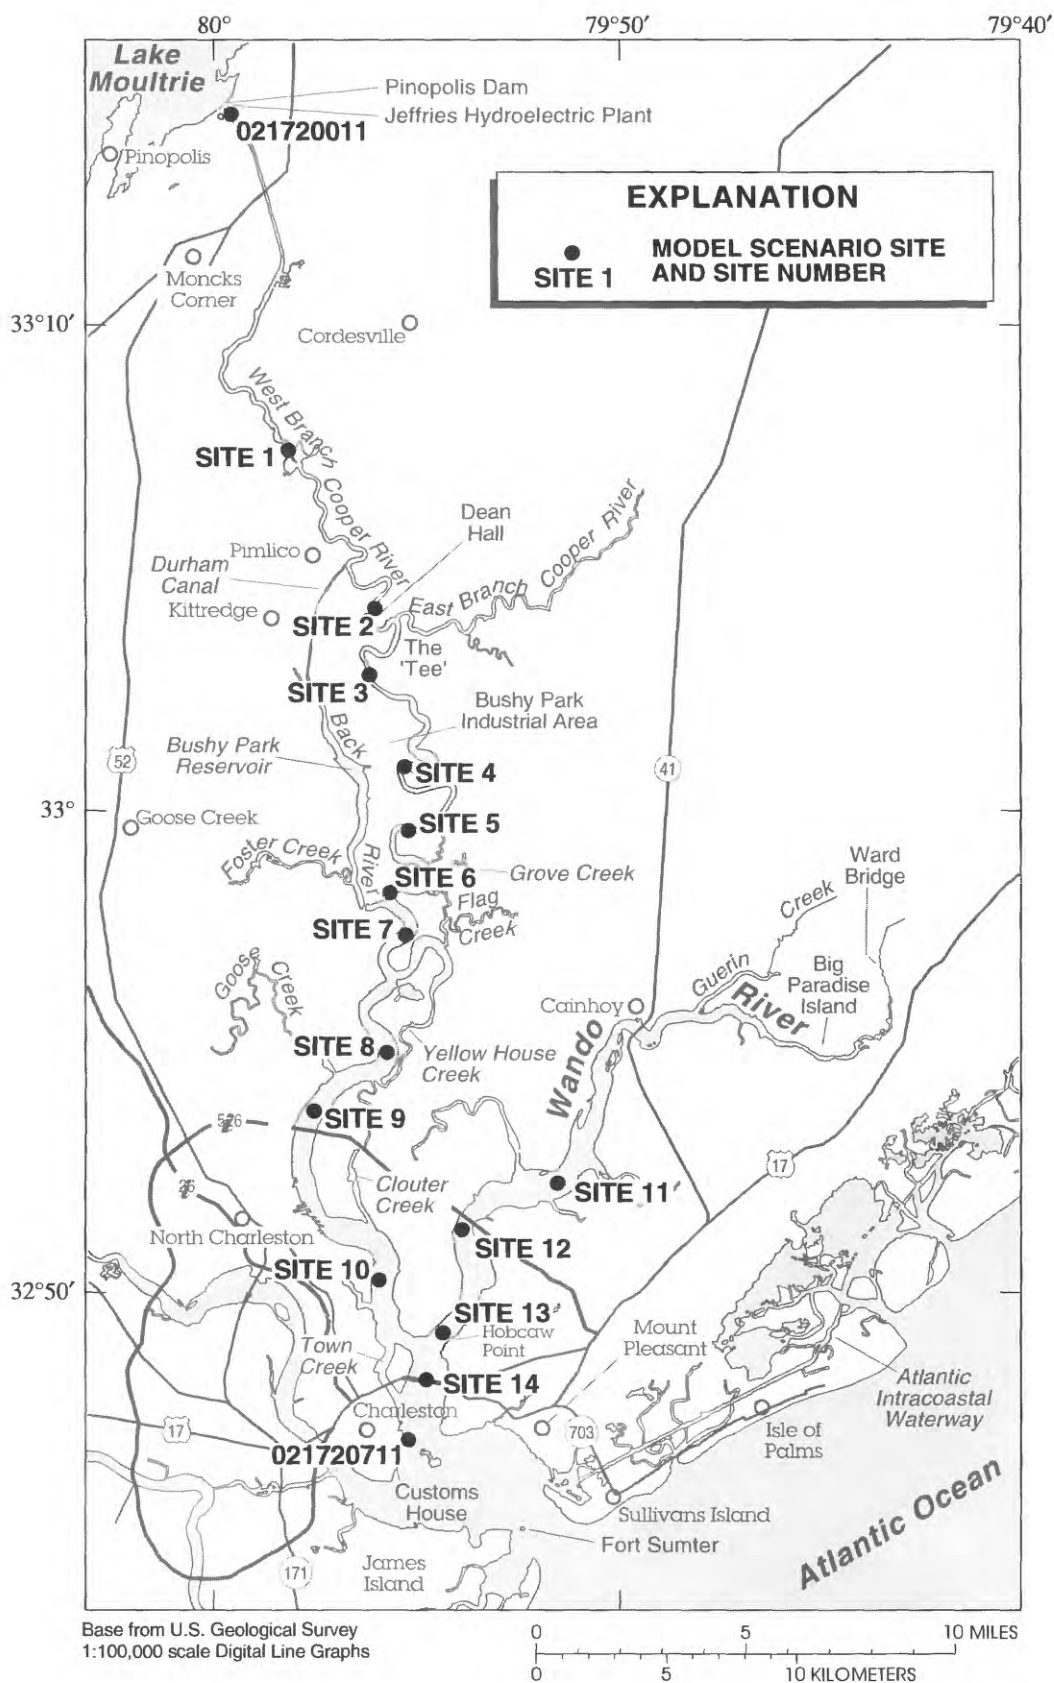 80°
79°50′
79°40′
Lake
Moultrie
Pinopolis Dam
Jeffries Hydroelectric Plant
021720011
Pinopolis
EXPLANATION
MODEL SCENARIO SITE
AND SITE NUMBER
SITE 1
Moncks
Corner
33°10′
Cordesville
West Branch Cooper River
SITE 1
Dean
Hall
Pimlico
Durham
Canal
East Branch Cooper River
Kittredge
SITE 2
The
'Tee'
SITE 3
Bushy Park
Industrial Area
Back River
Bushy Park
Reservoir
52
SITE 4
41
33°
Goose Creek
SITE 5
Foster Creek
Grove Creek
Ward
Bridge
SITE 6
Flag
Creek
SITE 7
Guerin Creek
Goose Creek
Big
Paradise
Island
Cainhoy
Wando River
SITE 8
Yellow House
Creek
SITE 9
526
17
26
Clouter
Creek
SITE 11
North Charleston
SITE 12
SITE 10
32°50′
SITE 13
Hobcaw
Point
Mount
Pleasant
Town
Creek
SITE 14
Atlantic
Intracoastal
Waterway
Charleston
17
703
Isle of
Palms
021720711
Customs
House
Sullivans Island
Fort Sumter
Atlantic Ocean
James
Island
171
Base from U.S. Geological Survey
1:100,000 scale Digital Line Graphs
0 5 10 MILES
0 5 10 KILOMETERS